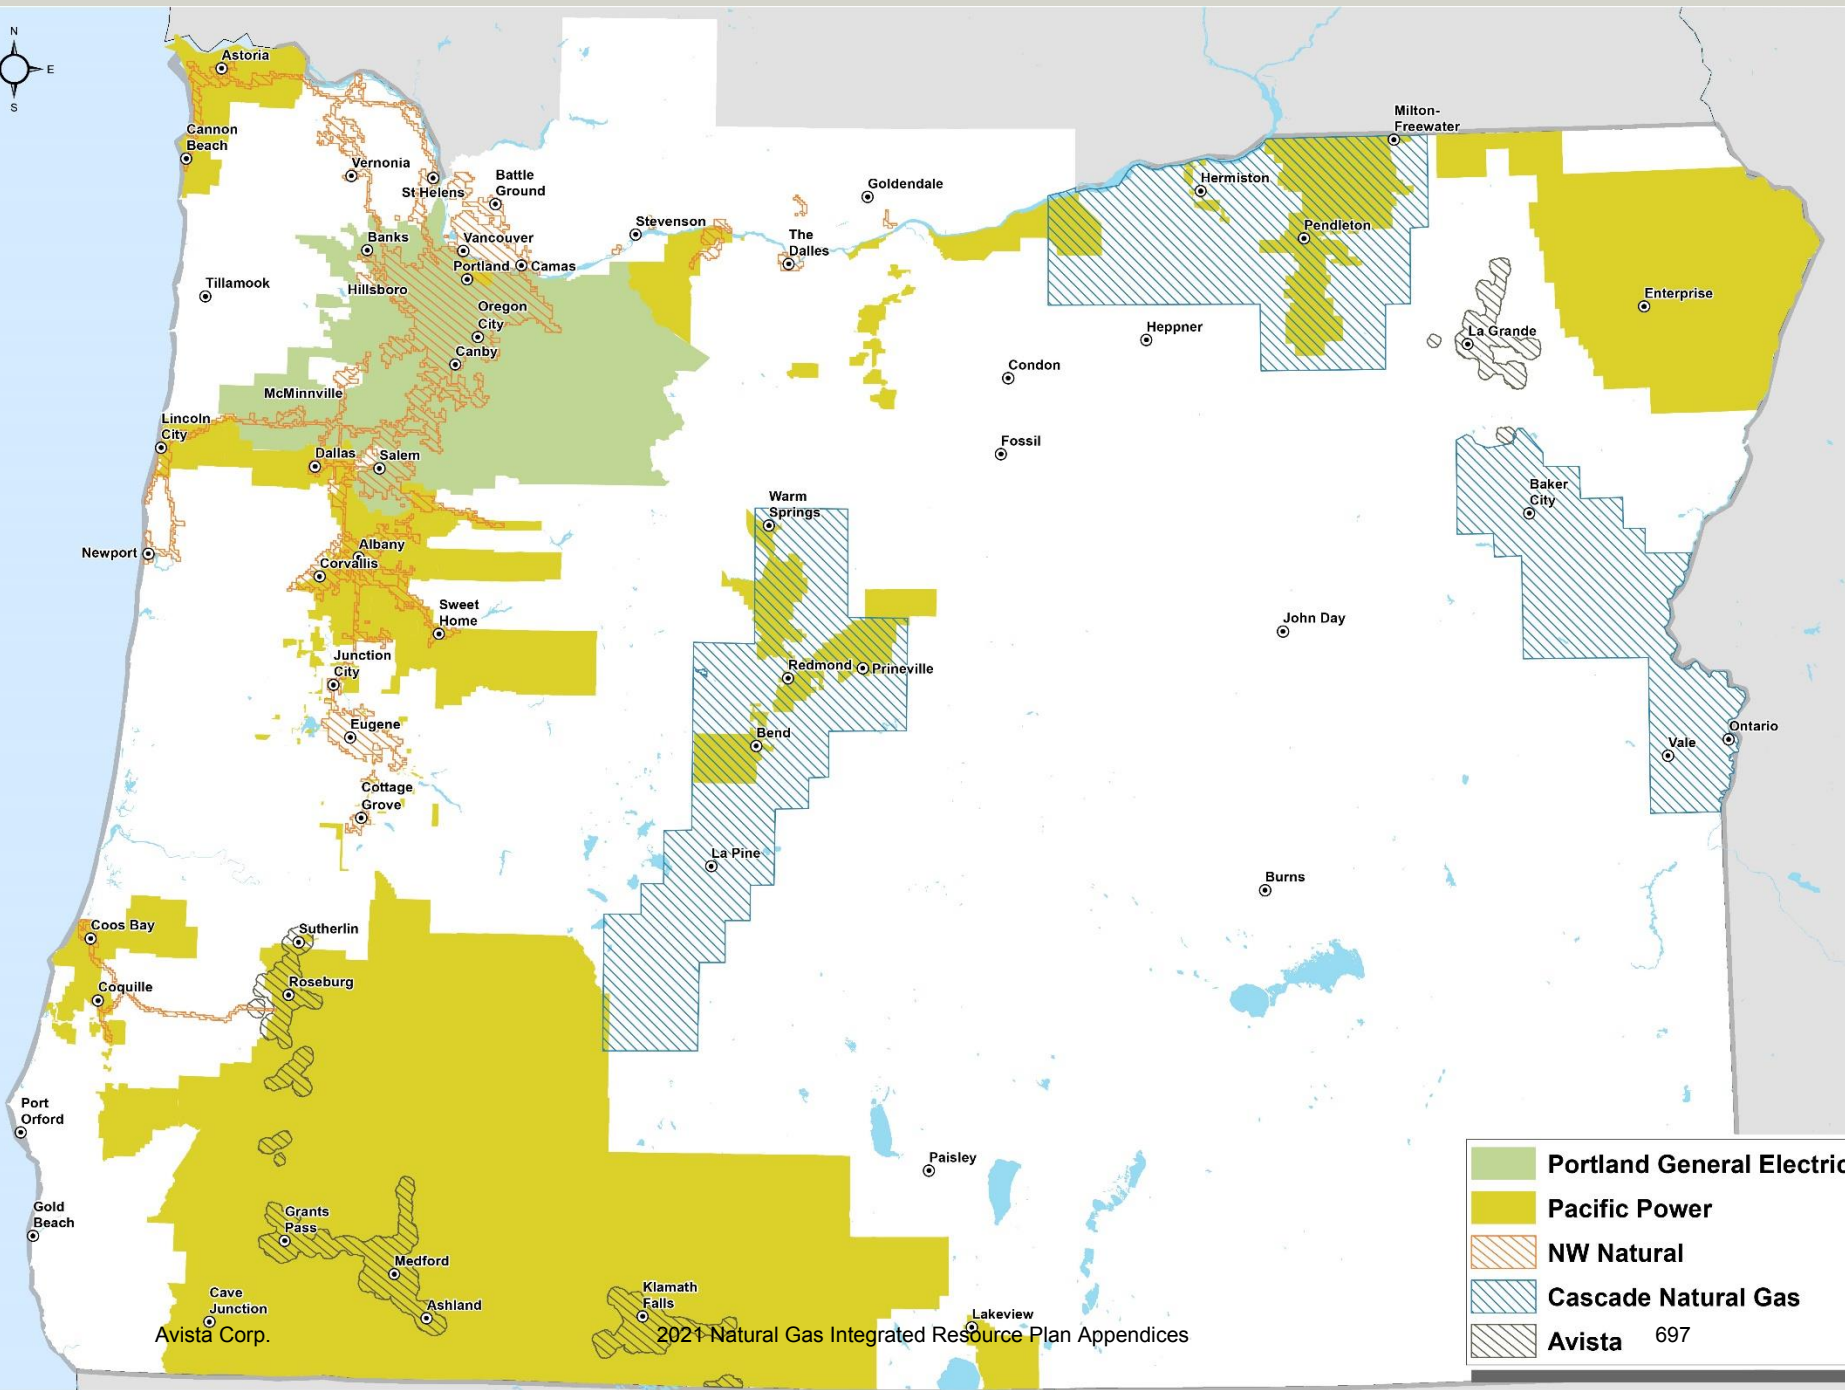 N
E
S
Astoria
Cannon
Beach
Vernonia
St Helens
Battle
Ground
Goldendale
Milton-
Freewater
Hermiston
Stevenson
Banks
Vancouver
The
Dalles
Pendleton
Portland
Camas
Tillamook
Hillsboro
Oregon
City
Enterprise
Heppner
La Grande
Canby
Condon
McMinnville
Lincoln
City
Dallas
Salem
Fossil
Baker
City
Warm
Springs
Newport
Albany
Corvallis
Sweet
Home
John Day
Junction
City
Redmond
Prineville
Eugene
Bend
Ontario
Vale
Cottage
Grove
La Pine
Burns
Coos Bay
Sutherlin
Coquille
Roseburg
Port
Orford
Paisley
Gold
Beach
Grants
Pass
Medford
Cave
Junction
Ashland
Klamath
Falls
Lakeview
Portland General Electric
Pacific Power
NW Natural
Cascade Natural Gas
Avista
Avista Corp.
2021 Natural Gas Integrated Resource Plan Appendices
697